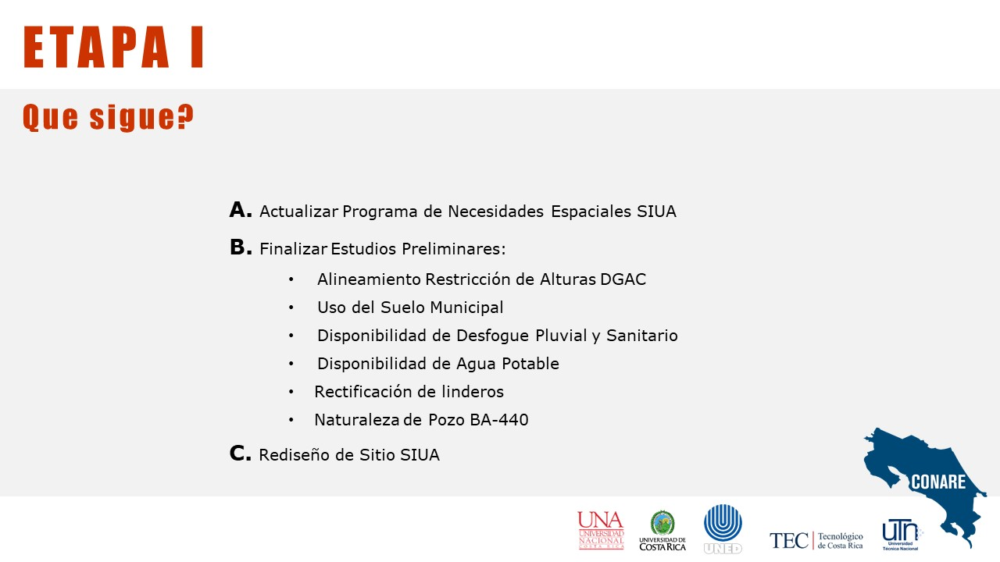 ETAPA I
Que sigue?
A. Actualizar Programa de Necesidades Espaciales SIUA
B. Finalizar Estudios Preliminares:
• Alineamiento Restricción de Alturas DGAC
• Uso del Suelo Municipal
• Disponibilidad de Desfogue Pluvial y Sanitario
• Disponibilidad de Agua Potable
• Rectificación de linderos
• Naturaleza de Pozo BA-440
C. Rediseño de Sitio SIUA
CONARE
UNA
UNIVERSIDAD
NACIONAL
COSTA RICA
UNIVERSIDAD DE
COSTA RICA
UNED
TEC Tecnológico
de Costa Rica
UTN
Universidad
Técnica Nacional